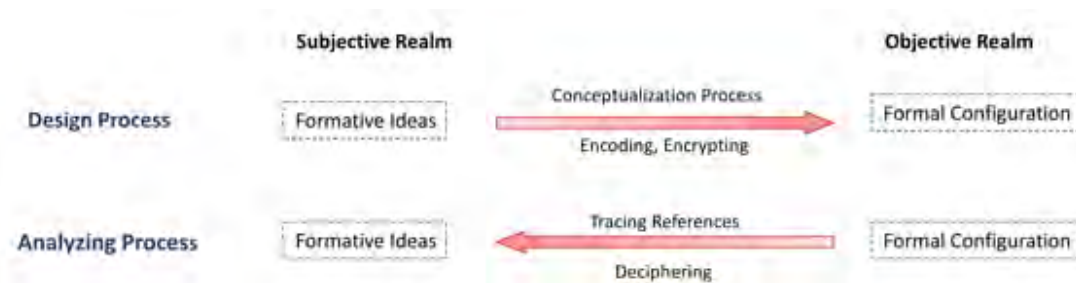 Subjective Realm
Objective Realm
Design Process
Formative Ideas
Conceptualization Process
Encoding, Encrypting
Formal Configuration
Analyzing Process
Formative Ideas
Tracing References
Deciphering
Formal Configuration